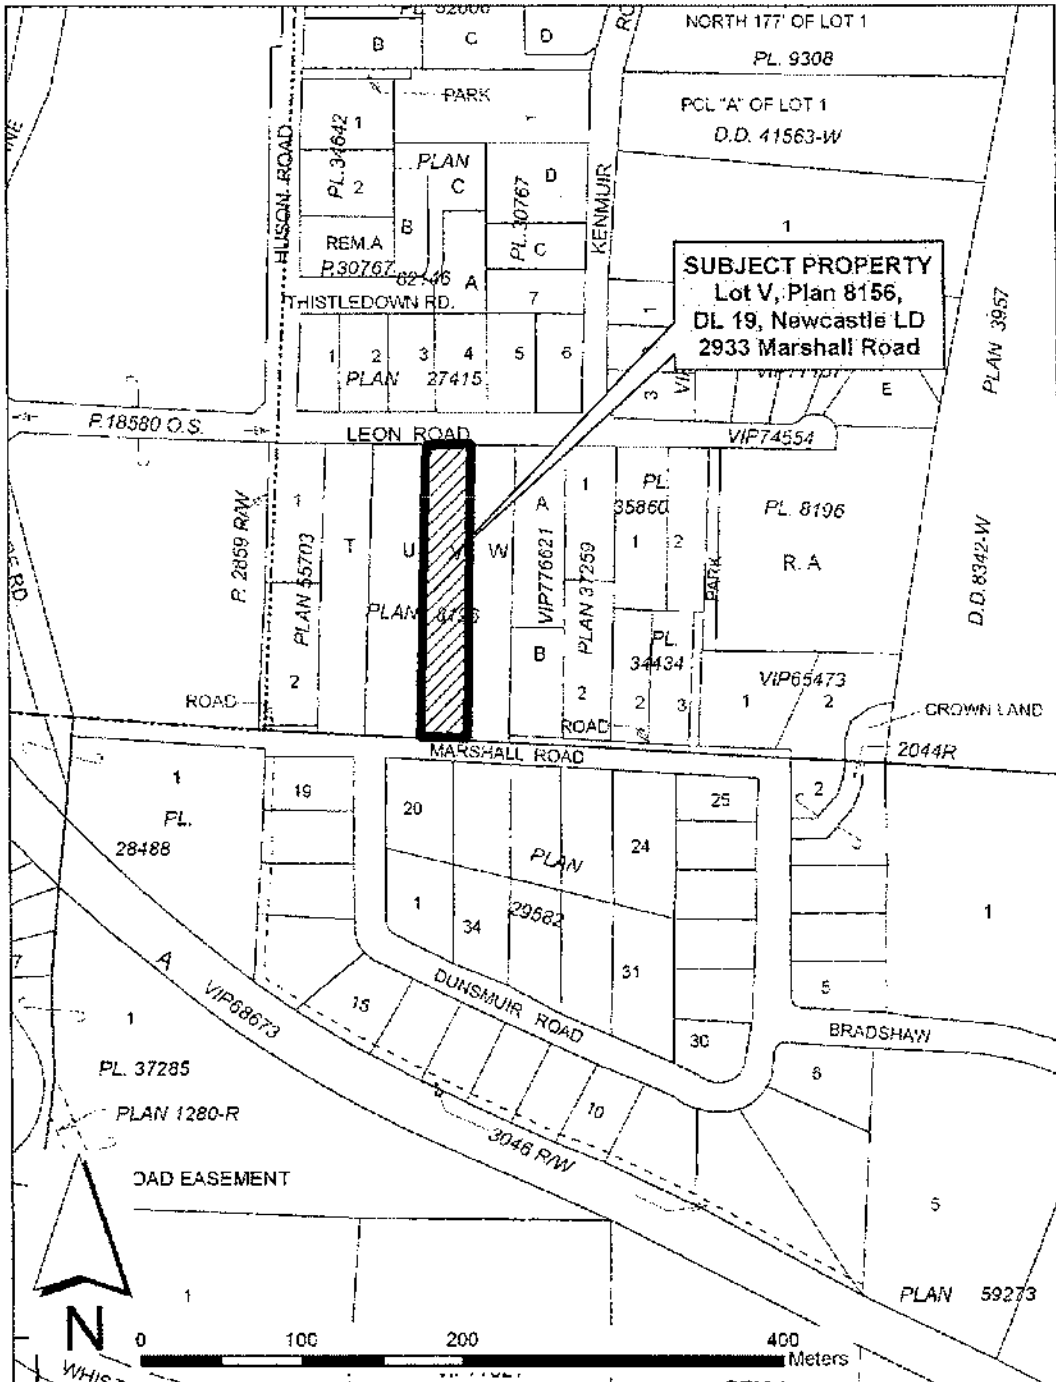 B
C
D
NORTH 177' OF LOT 1
PL. 9308
PARK
PCL "A" OF LOT 1
D.D. 41563-W
HUSON ROAD
1
PL.34642
2
PLAN
C
B
PL.30767
D
C
KENMUIR
1
REM.A
P.30767
62146
A
THISTLEDOWN RD.
7
SUBJECT PROPERTY
Lot V, Plan 8156,
DL 19, Newcastle LD
2933 Marshall Road
PLAN 3957
1
1
2
3
4
5
6
PLAN 27415
3
E
P.18580 O.S.
LEON ROAD
VIP74554
P. 2859 R/W
1
PLAN 55703
2
T
U
V
W
PLAN 8156
A
VIP776621
B
1
PLAN 37259
2
PL.
35860
1
2
PARK
PL. 8196
R. A
D.D.8342-W
PL.
34434
2
3
VIP65473
1
2
ROAD
ROAD
CROWN LAND
MARSHALL ROAD
2044R
1
PL.
28488
19
20
25
2
24
PLAN
29582
1
34
31
1
A
VIP68673
15
DUNSMUIR ROAD
5
30
BRADSHAW
7
1
PL. 37285
PLAN 1280-R
6
10
3046 R/W
OAD EASEMENT
5
1
PLAN 59273
N
0
100
200
400
Meters
WHIS